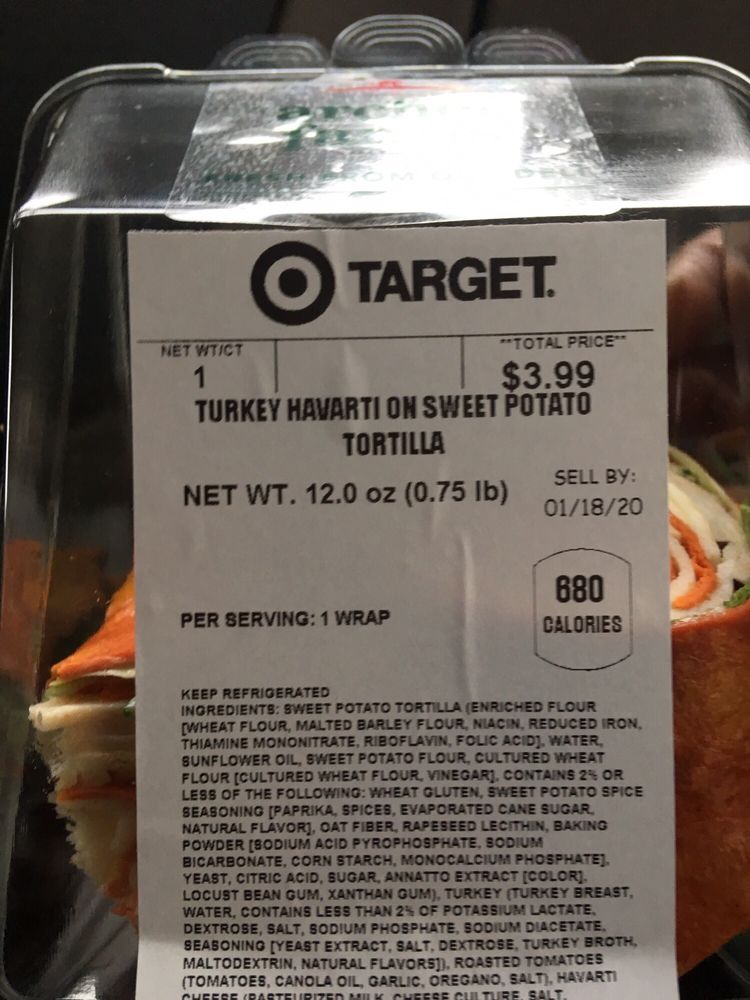 TARGET.
NET WT/CT
**TOTAL PRICE**
1
$3.99
TURKEY HAVARTI ON SWEET POTATO
TORTILLA
NET WT. 12.0 oz (0.75 lb)
SELL BY:
01/18/20
680
CALORIES
PER SERVING: 1 WRAP
KEEP REFRIGERATED
INGREDIENTS: SWEET POTATO TORTILLA (ENRICHED FLOUR
[WHEAT FLOUR, MALTED BARLEY FLOUR, NIACIN, REDUCED IRON,
THIAMINE MONONITRATE, RIBOFLAVIN, FOLIC ACID], WATER,
SUNFLOWER OIL, SWEET POTATO FLOUR, CULTURED WHEAT
FLOUR [CULTURED WHEAT FLOUR, VINEGAR], CONTAINS 2% OR
LESS OF THE FOLLOWING: WHEAT GLUTEN, SWEET POTATO SPICE
SEASONING [PAPRIKA, SPICES, EVAPORATED CANE SUGAR,
NATURAL FLAVOR], OAT FIBER, RAPESEED LECITHIN, BAKING
POWDER [SODIUM ACID PYROPHOSPHATE, SODIUM
BICARBONATE, CORN STARCH, MONOCALCIUM PHOSPHATE],
YEAST, CITRIC ACID, SUGAR, ANNATTO EXTRACT [COLOR],
LOCUST BEAN GUM, XANTHAN GUM), TURKEY (TURKEY BREAST,
WATER, CONTAINS LESS THAN 2% OF POTASSIUM LACTATE,
DEXTROSE, SALT, SODIUM PHOSPHATE, SODIUM DIACETATE,
SEASONING [YEAST EXTRACT, SALT, DEXTROSE, TURKEY BROTH,
MALTODEXTRIN, NATURAL FLAVORS]), ROASTED TOMATOES
(TOMATOES, CANOLA OIL, GARLIC, OREGANO, SALT), HAVARTI
CHEESE (PASTEURIZED MILK, CHEESE CULTURE, SALT,